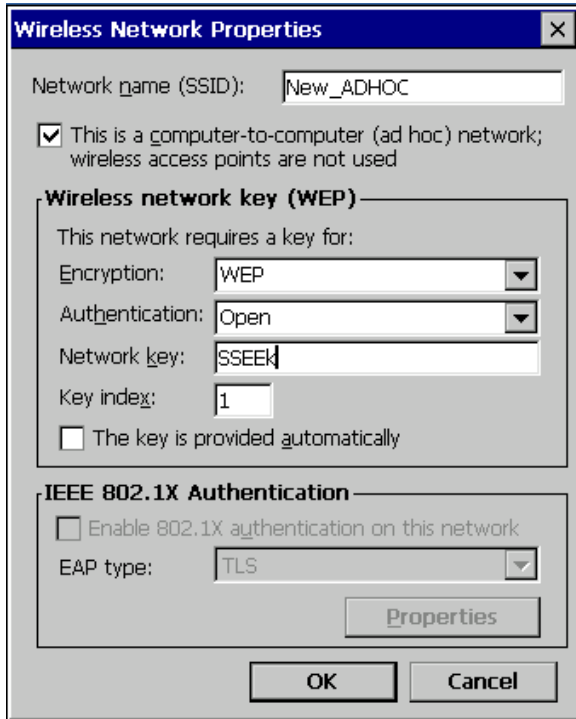 Wireless Network Properties
Network name (SSID): New_ADHOC
This is a computer-to-computer (ad hoc) network;
wireless access points are not used
Wireless network key (WEP)
This network requires a key for:
Encryption: WEP
Authentication: Open
Network key: SSEEk
Key index: 1
The key is provided automatically
IEEE 802.1X Authentication
Enable 802.1X authentication on this network
EAP type: TLS
Properties
OK Cancel